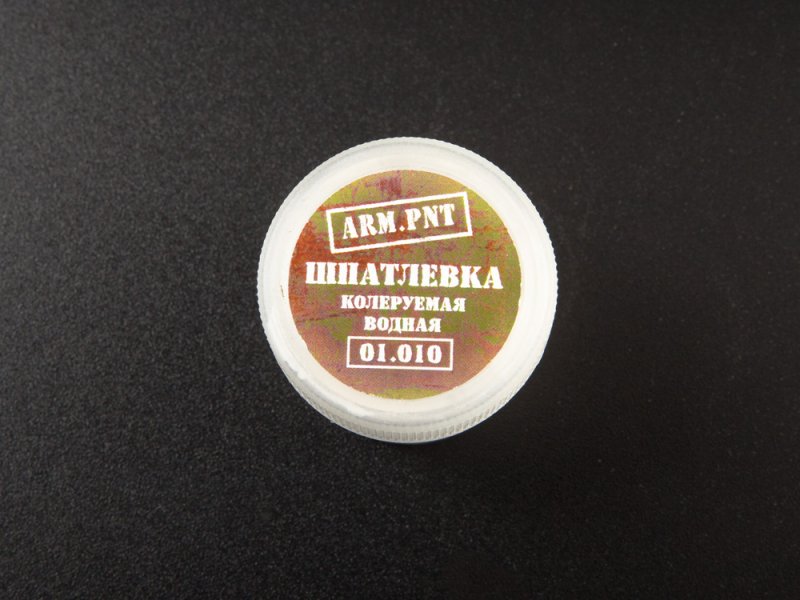 ARM.PNT
ШПАТЛЕВКА
КОЛЕРУЕМАЯ
ВОДНАЯ
01.010